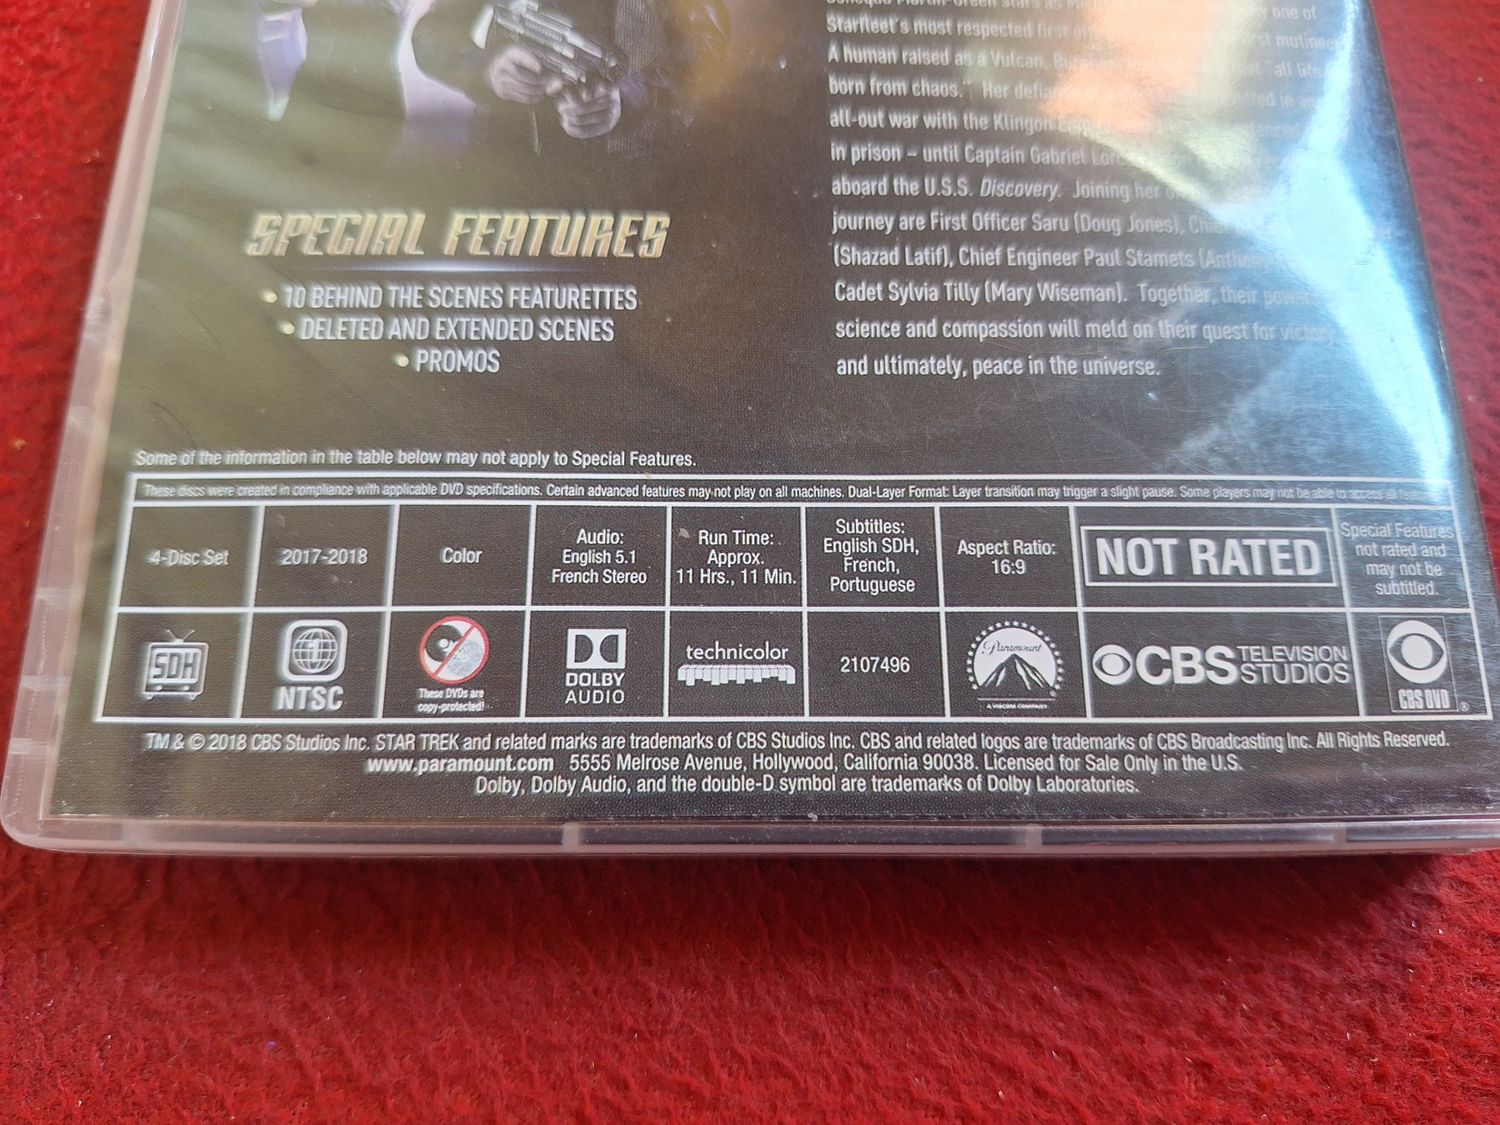 Starfleet's most respected first one of
A human raised as a Vulcan, "all life
born from chaos." Her
all-out war with the Klingon
in prison – until Captain Gabriel
aboard the U.S.S. Discovery. Joining her
journey are First Officer Saru (Doug Jones),
(Shazad Latif), Chief Engineer Paul Stamets
Cadet Sylvia Tilly (Mary Wiseman). Together, their
science and compassion will meld on their quest for victory
and ultimately, peace in the universe.
SPECIAL FEATURES
• 10 BEHIND THE SCENES FEATURETTES
• DELETED AND EXTENDED SCENES
• PROMOS
Some of the information in the table below may not apply to Special Features.
These discs were created in compliance with applicable DVD specifications. Certain advanced features may not play on all machines. Dual-Layer Format: Layer transition may trigger a slight pause. Some players may not be able to access all features.
4-Disc Set
2017-2018
Color
Audio:
English 5.1
French Stereo
Run Time:
Approx.
11 Hrs., 11 Min.
Subtitles:
English SDH,
French,
Portuguese
Aspect Ratio:
16:9
NOT RATED
Special Features
not rated and
may not be
subtitled.
SDH
NTSC
These DVDs are
copy-protected!
DOLBY
AUDIO
technicolor
2107496
Paramount
A VIACOM COMPANY
CBS TELEVISION
STUDIOS
CBS DVD
®
TM & © 2018 CBS Studios Inc. STAR TREK and related marks are trademarks of CBS Studios Inc. CBS and related logos are trademarks of CBS Broadcasting Inc. All Rights Reserved.
www.paramount.com 5555 Melrose Avenue, Hollywood, California 90038. Licensed for Sale Only in the U.S.
Dolby, Dolby Audio, and the double-D symbol are trademarks of Dolby Laboratories.